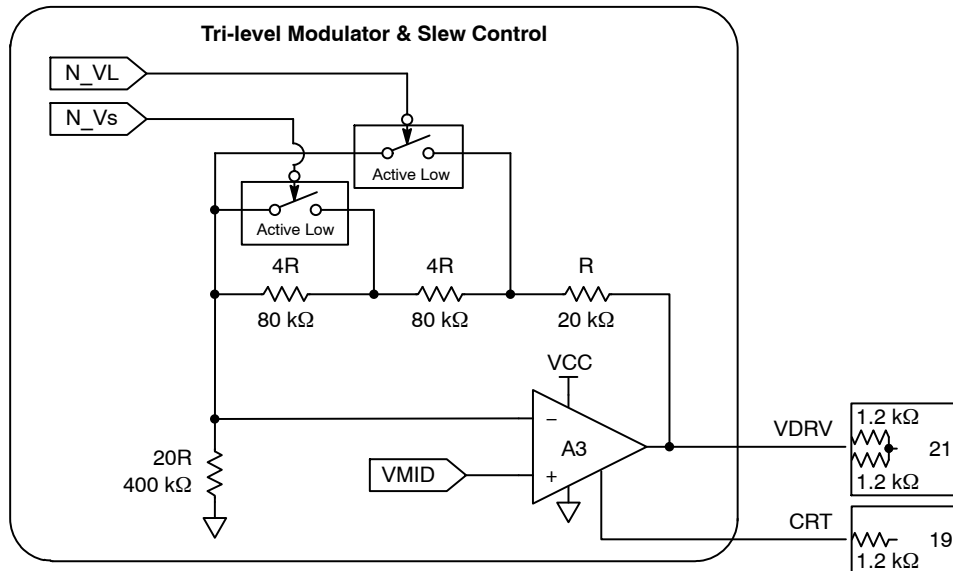 Tri-level Modulator & Slew Control
N_VL
N_Vs
Active Low
Active Low
4R
4R
R
80 kΩ
80 kΩ
20 kΩ
VCC
−
A3
+
VMID
20R
400 kΩ
VDRV
1.2 kΩ
21
1.2 kΩ
CRT
19
1.2 kΩ